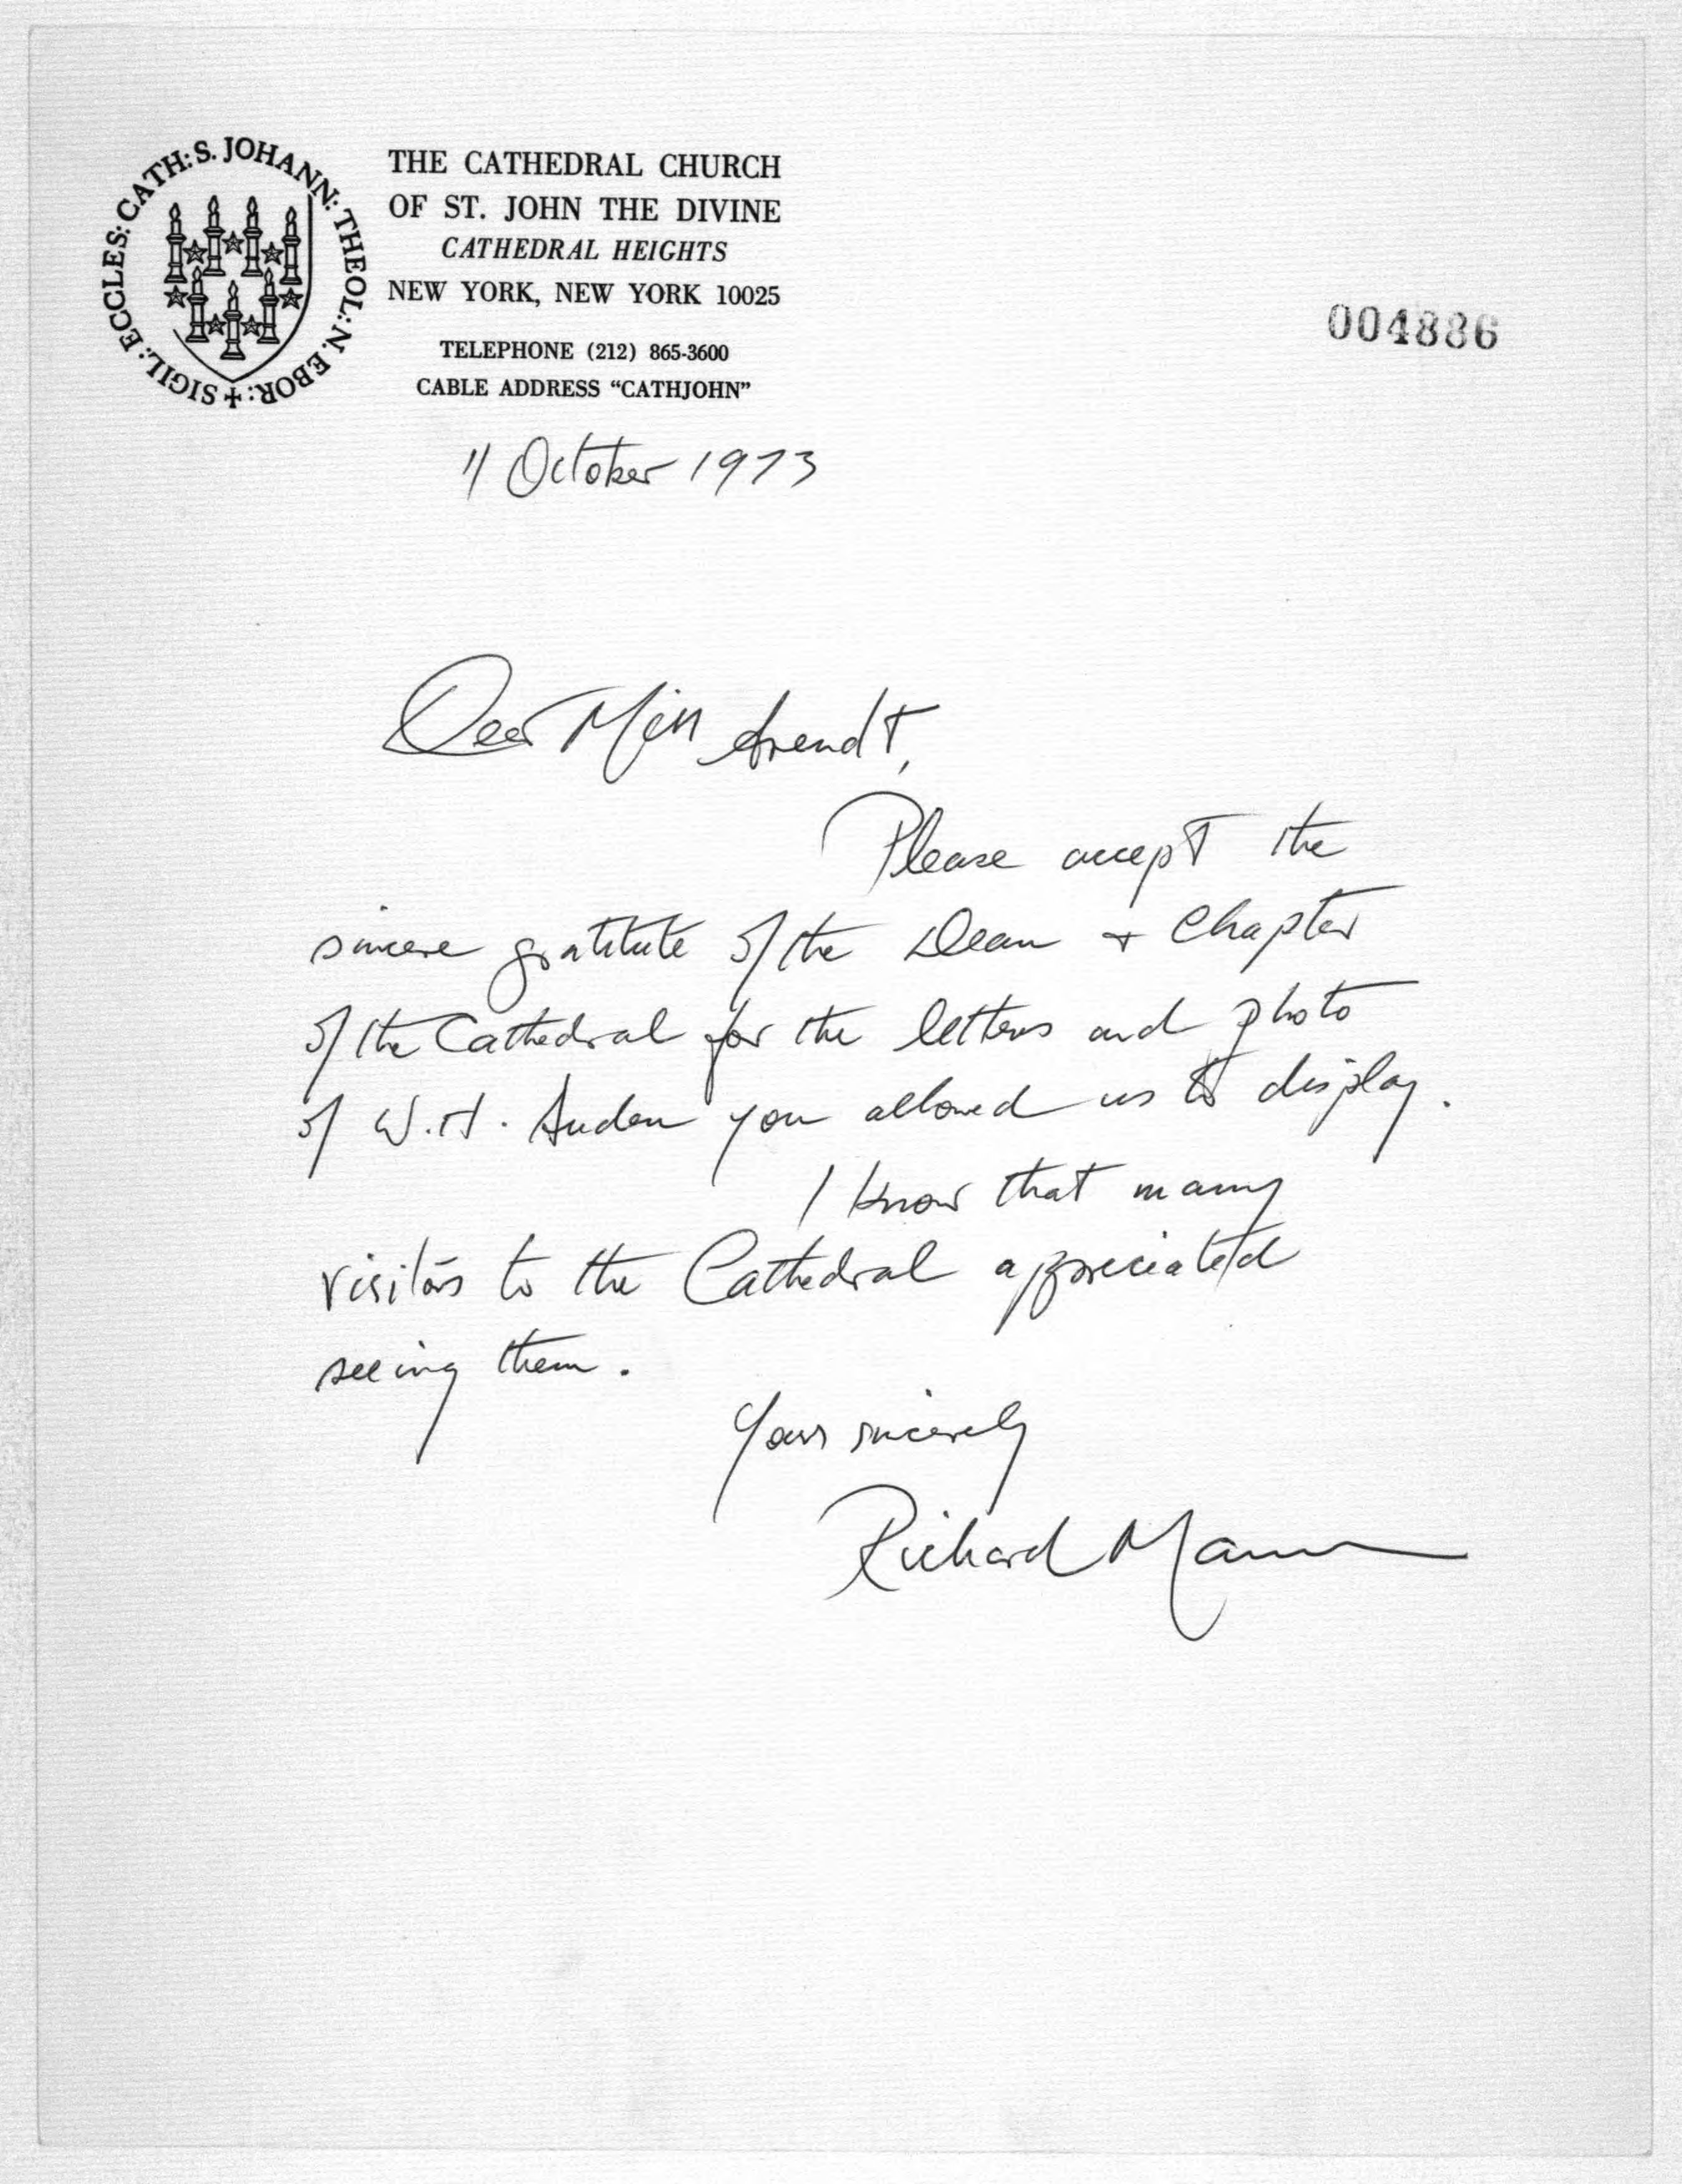 SIGIL: ECCLES: CATH: S. JOHANN: THEOL: N. EBOR: +
THE CATHEDRAL CHURCH
OF ST. JOHN THE DIVINE
CATHEDRAL HEIGHTS
NEW YORK, NEW YORK 10025
TELEPHONE (212) 865-3600
CABLE ADDRESS “CATHJOHN”
004886
11 October 1973
Dear Miss Arendt,
Please accept the
sincere gratitute of the Dean + Chapter
of the Cathedral for the letters and photo
of W.H. Auden you allowed us to display.
I know that many
visitors to the Cathedral appreciated
seeing them.
Yours sincerely
Richard Mann